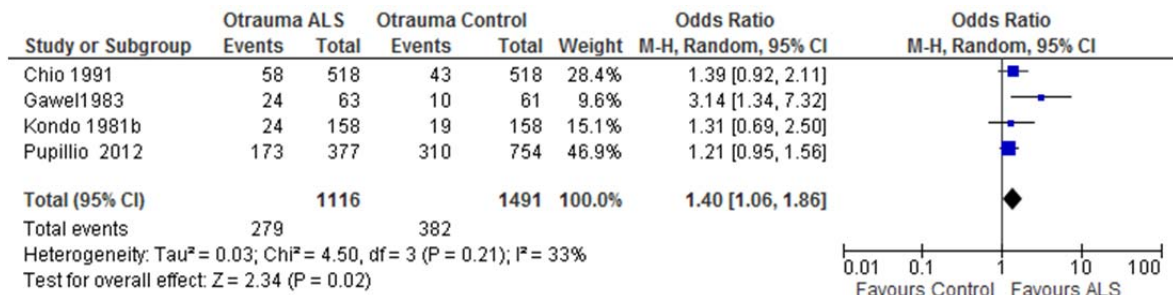 Otrauma ALS Otrauma Control Odds Ratio Odds Ratio
Study or Subgroup Events Total Events Total Weight M-H, Random, 95% CI M-H, Random, 95% CI
Chio 1991 58 518 43 518 28.4% 1.39 [0.92, 2.11]
Gawel1983 24 63 10 61 9.6% 3.14 [1.34, 7.32]
Kondo 1981b 24 158 19 158 15.1% 1.31 [0.69, 2.50]
Pupillio 2012 173 377 310 754 46.9% 1.21 [0.95, 1.56]
Total (95% CI) 1116 1491 100.0% 1.40 [1.06, 1.86]
Total events 279 382
Heterogeneity: Tau² = 0.03; Chi² = 4.50, df = 3 (P = 0.21); I² = 33%
Test for overall effect: Z = 2.34 (P = 0.02)
0.01 0.1 1 10 100
Favours Control Favours ALS